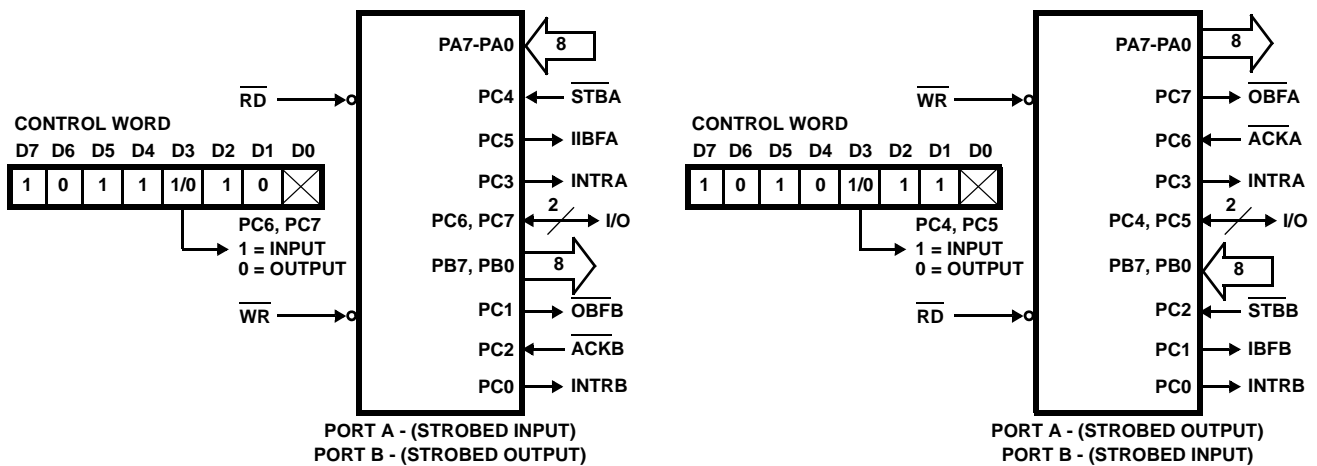 PA7-PA0 8
RD PC4 STBA
CONTROL WORD
PC5 IIBFA
D7 D6 D5 D4 D3 D2 D1 D0
1 0 1 1 1/0 1 0
PC3 INTRA
PC6, PC7 2 I/O
PC6, PC7
1 = INPUT
0 = OUTPUT
PB7, PB0 8
WR PC1 OBFB
PC2 ACKB
PC0 INTRB
PORT A - (STROBED INPUT)
PORT B - (STROBED OUTPUT)
PA7-PA0 8
WR PC7 OBFA
CONTROL WORD
PC6 ACKA
D7 D6 D5 D4 D3 D2 D1 D0
1 0 1 0 1/0 1 1
PC3 INTRA
PC4, PC5 2 I/O
PC4, PC5
1 = INPUT
0 = OUTPUT
PB7, PB0 8
RD PC2 STBB
PC1 IBFB
PC0 INTRB
PORT A - (STROBED OUTPUT)
PORT B - (STROBED INPUT)